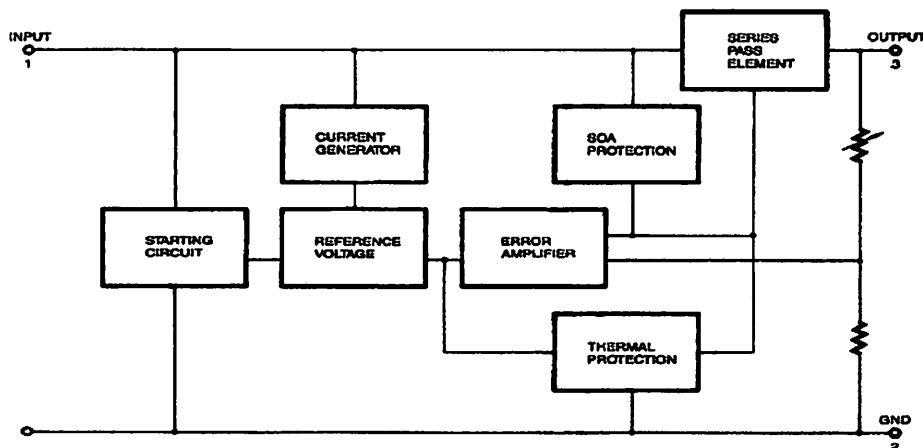 INPUT
1
SERIES
PASS
ELEMENT
OUTPUT
3
CURRENT
GENERATOR
SOA
PROTECTION
STARTING
CIRCUIT
REFERENCE
VOLTAGE
ERROR
AMPLIFIER
THERMAL
PROTECTION
GND
2